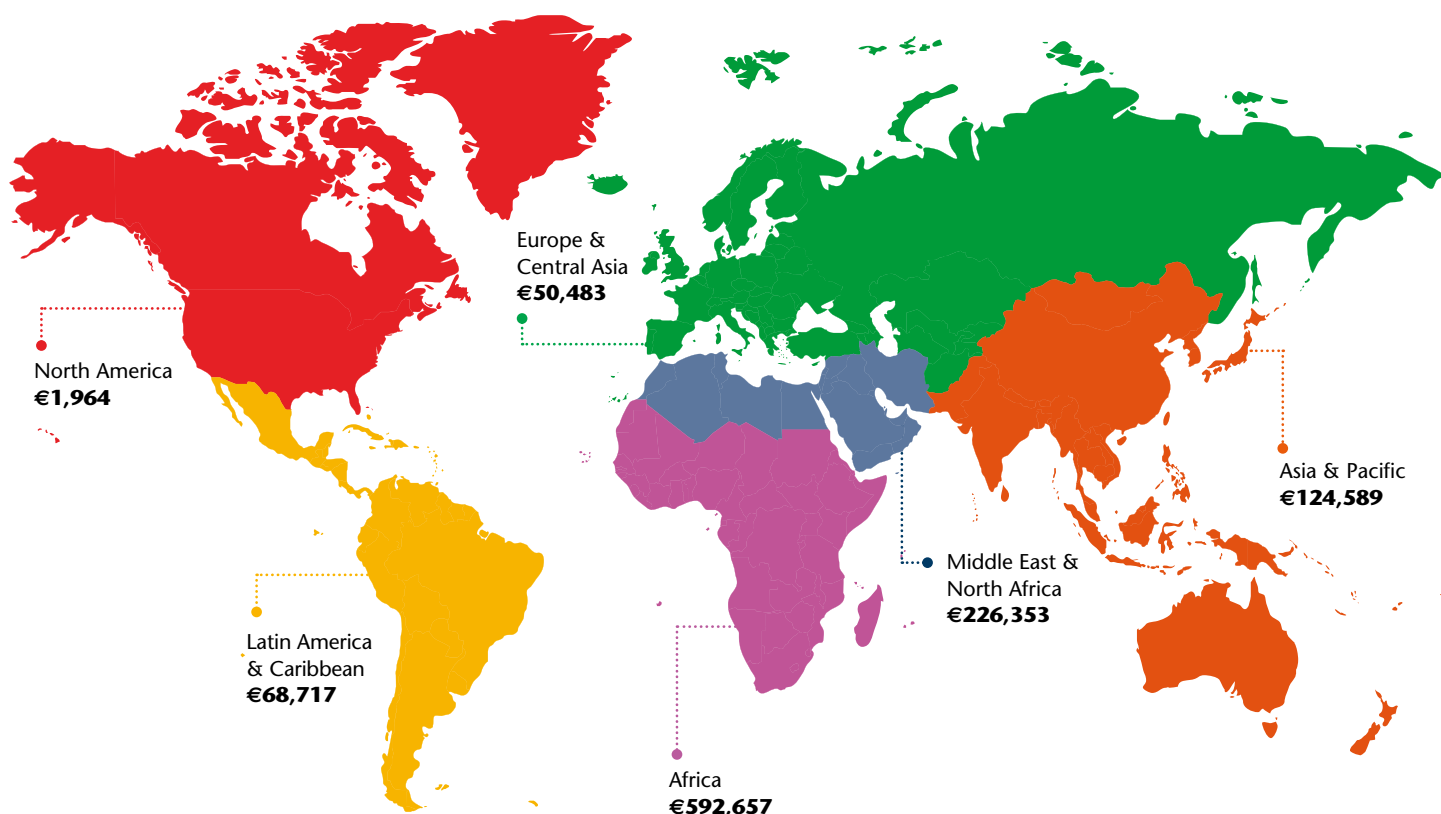 Europe &
Central Asia
€50,483
North America
€1,964
Asia & Pacific
€124,589
Middle East &
North Africa
€226,353
Latin America
& Caribbean
€68,717
Africa
€592,657